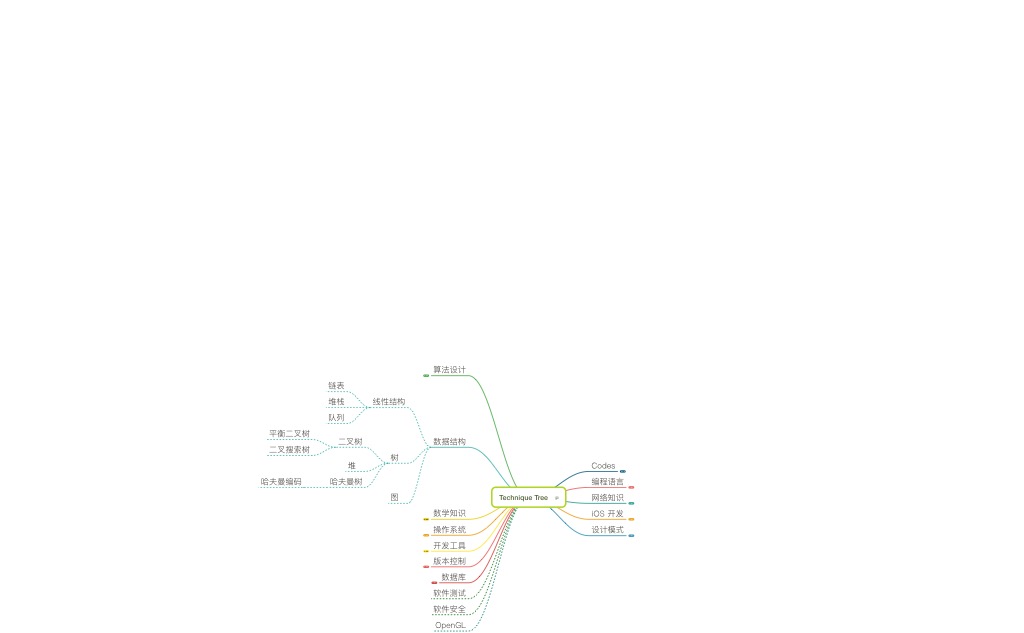 算法设计
链表
堆栈
队列
线性结构
平衡二叉树
二叉搜索树
二叉树
堆
哈夫曼编码
哈夫曼树
树
图
数据结构
数学知识
操作系统
开发工具
版本控制
数据库
软件测试
软件安全
OpenGL
Technique Tree
Codes
编程语言
网络知识
iOS 开发
设计模式